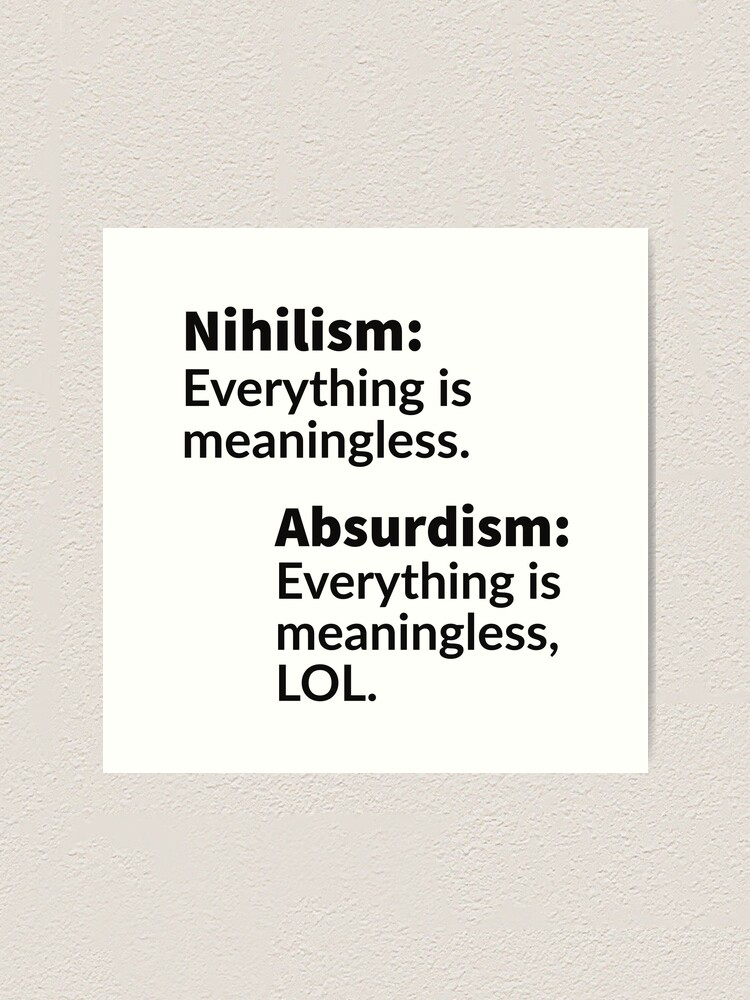 Nihilism:
Everything is
meaningless.
Absurdism:
Everything is
meaningless,
LOL.